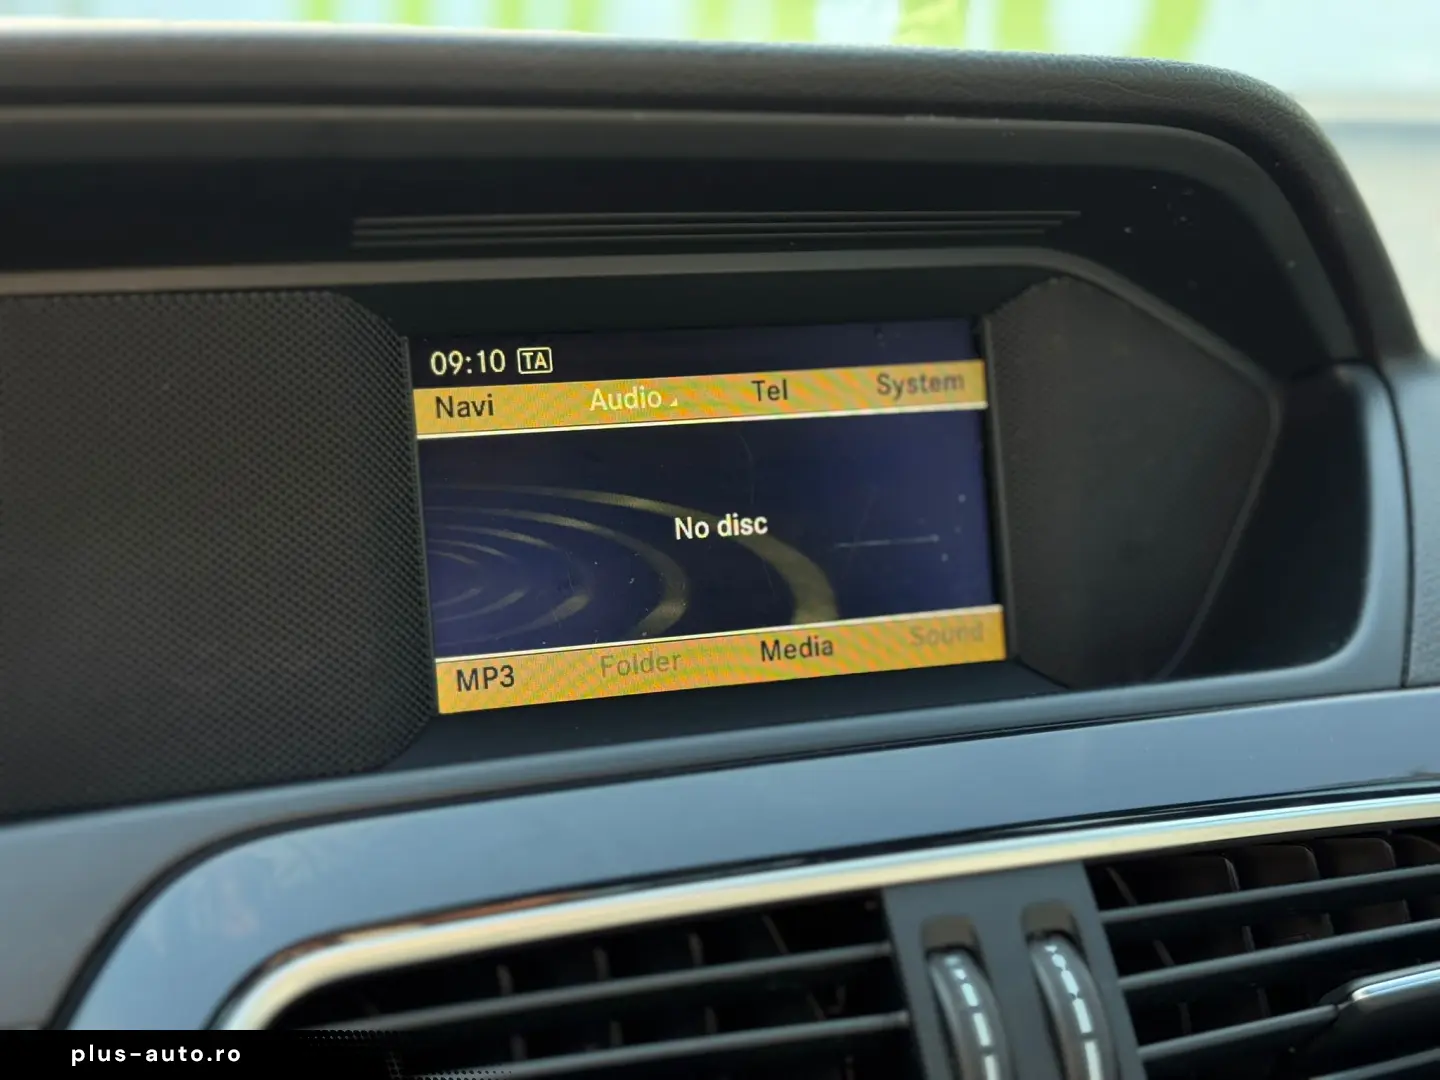 09:10 TA
Navi Audio Tel System
No disc
MP3 Folder Media Sound
plus-auto.ro